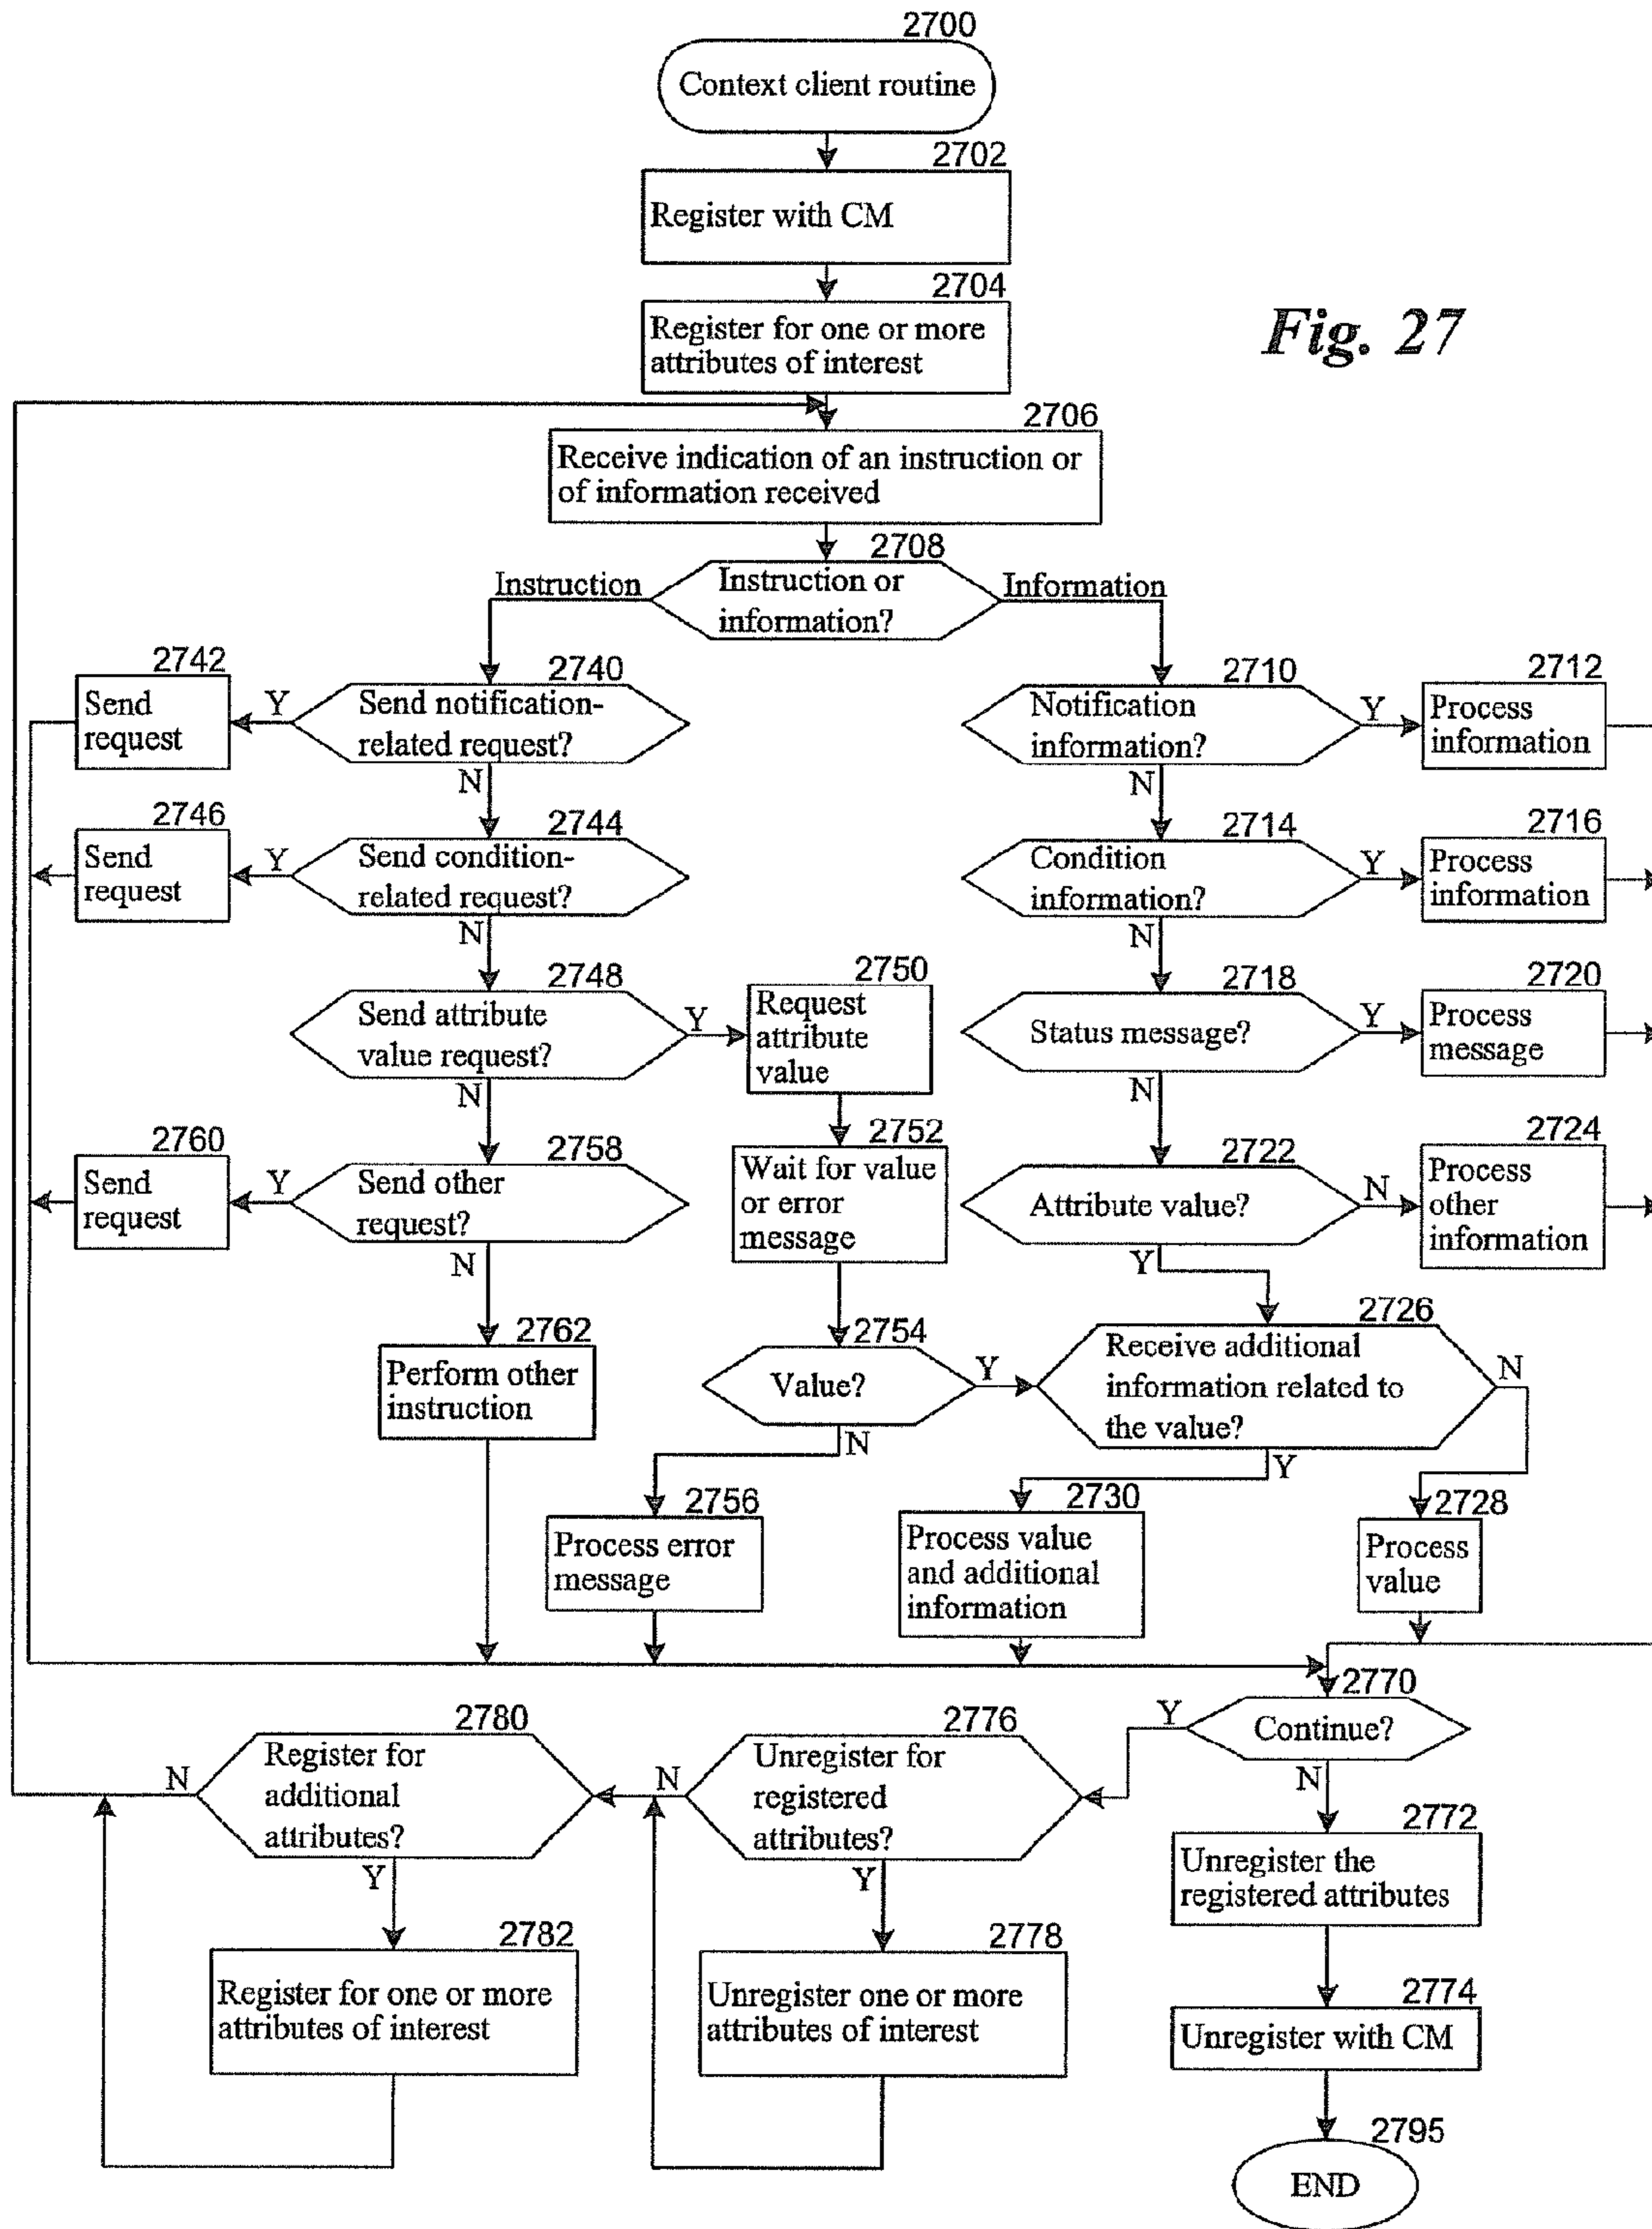 2700
Context client routine
2702
Register with CM
2704
Register for one or more
attributes of interest
Fig. 27
2706
Receive indication of an instruction or
of information received
2708
Instruction or
information?
Instruction
Information
2742
Send
request
Y
2740
Send notification-
related request?
N
2710
Notification
information?
Y
N
2712
Process
information
2746
Send
request
Y
2744
Send condition-
related request?
N
2714
Condition
information?
Y
N
2716
Process
information
2748
Send attribute
value request?
Y
N
2750
Request
attribute
value
2718
Status message?
Y
N
2720
Process
message
2760
Send
request
Y
2758
Send other
request?
N
2752
Wait for value
or error
message
2722
Attribute value?
N
Y
2724
Process
other
information
2762
Perform other
instruction
2754
Value?
Y
N
2726
Receive additional
information related to
the value?
N
Y
2756
Process error
message
2730
Process value
and additional
information
2728
Process
value
2770
Continue?
Y
N
2780
Register for
additional
attributes?
N
Y
2776
Unregister for
registered
attributes?
N
Y
2772
Unregister the
registered attributes
2782
Register for one or more
attributes of interest
2778
Unregister one or more
attributes of interest
2774
Unregister with CM
2795
END